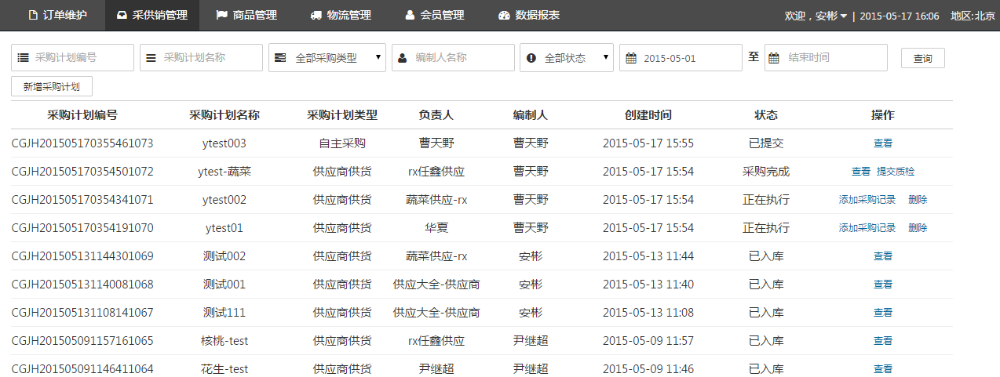 订单维护 采供销管理 商品管理 物流管理 会员管理 数据报表 欢迎，安彬 | 2015-05-17 16:06 地区:北京
采购计划编号 采购计划名称 全部采购类型 编制人名称 全部状态 2015-05-01 至 结束时间 查询
新增采购计划
采购计划编号 采购计划名称 采购计划类型 负责人 编制人 创建时间 状态 操作
CGJH201505170355461073 ytest003 自主采购 曹天野 曹天野 2015-05-17 15:55 已提交 查看
CGJH201505170354501072 ytest-蔬菜 供应商供货 rx任鑫供应 曹天野 2015-05-17 15:54 采购完成 查看 提交质检
CGJH201505170354341071 ytest002 供应商供货 蔬菜供应-rx 曹天野 2015-05-17 15:54 正在执行 添加采购记录 删除
CGJH201505170354191070 ytest01 供应商供货 华夏 曹天野 2015-05-17 15:54 正在执行 添加采购记录 删除
CGJH201505131144301069 测试002 供应商供货 蔬菜供应-rx 安彬 2015-05-13 11:44 已入库 查看
CGJH201505131140081068 测试001 供应商供货 供应大全-供应商 安彬 2015-05-13 11:40 已入库 查看
CGJH201505131108141067 测试111 供应商供货 供应大全-供应商 安彬 2015-05-13 11:08 已入库 查看
CGJH201505091157161065 核桃-test 供应商供货 rx任鑫供应 尹继超 2015-05-09 11:57 已入库 查看
CGJH201505091146411064 花生-test 供应商供货 尹继超 尹继超 2015-05-09 11:46 已入库 查看